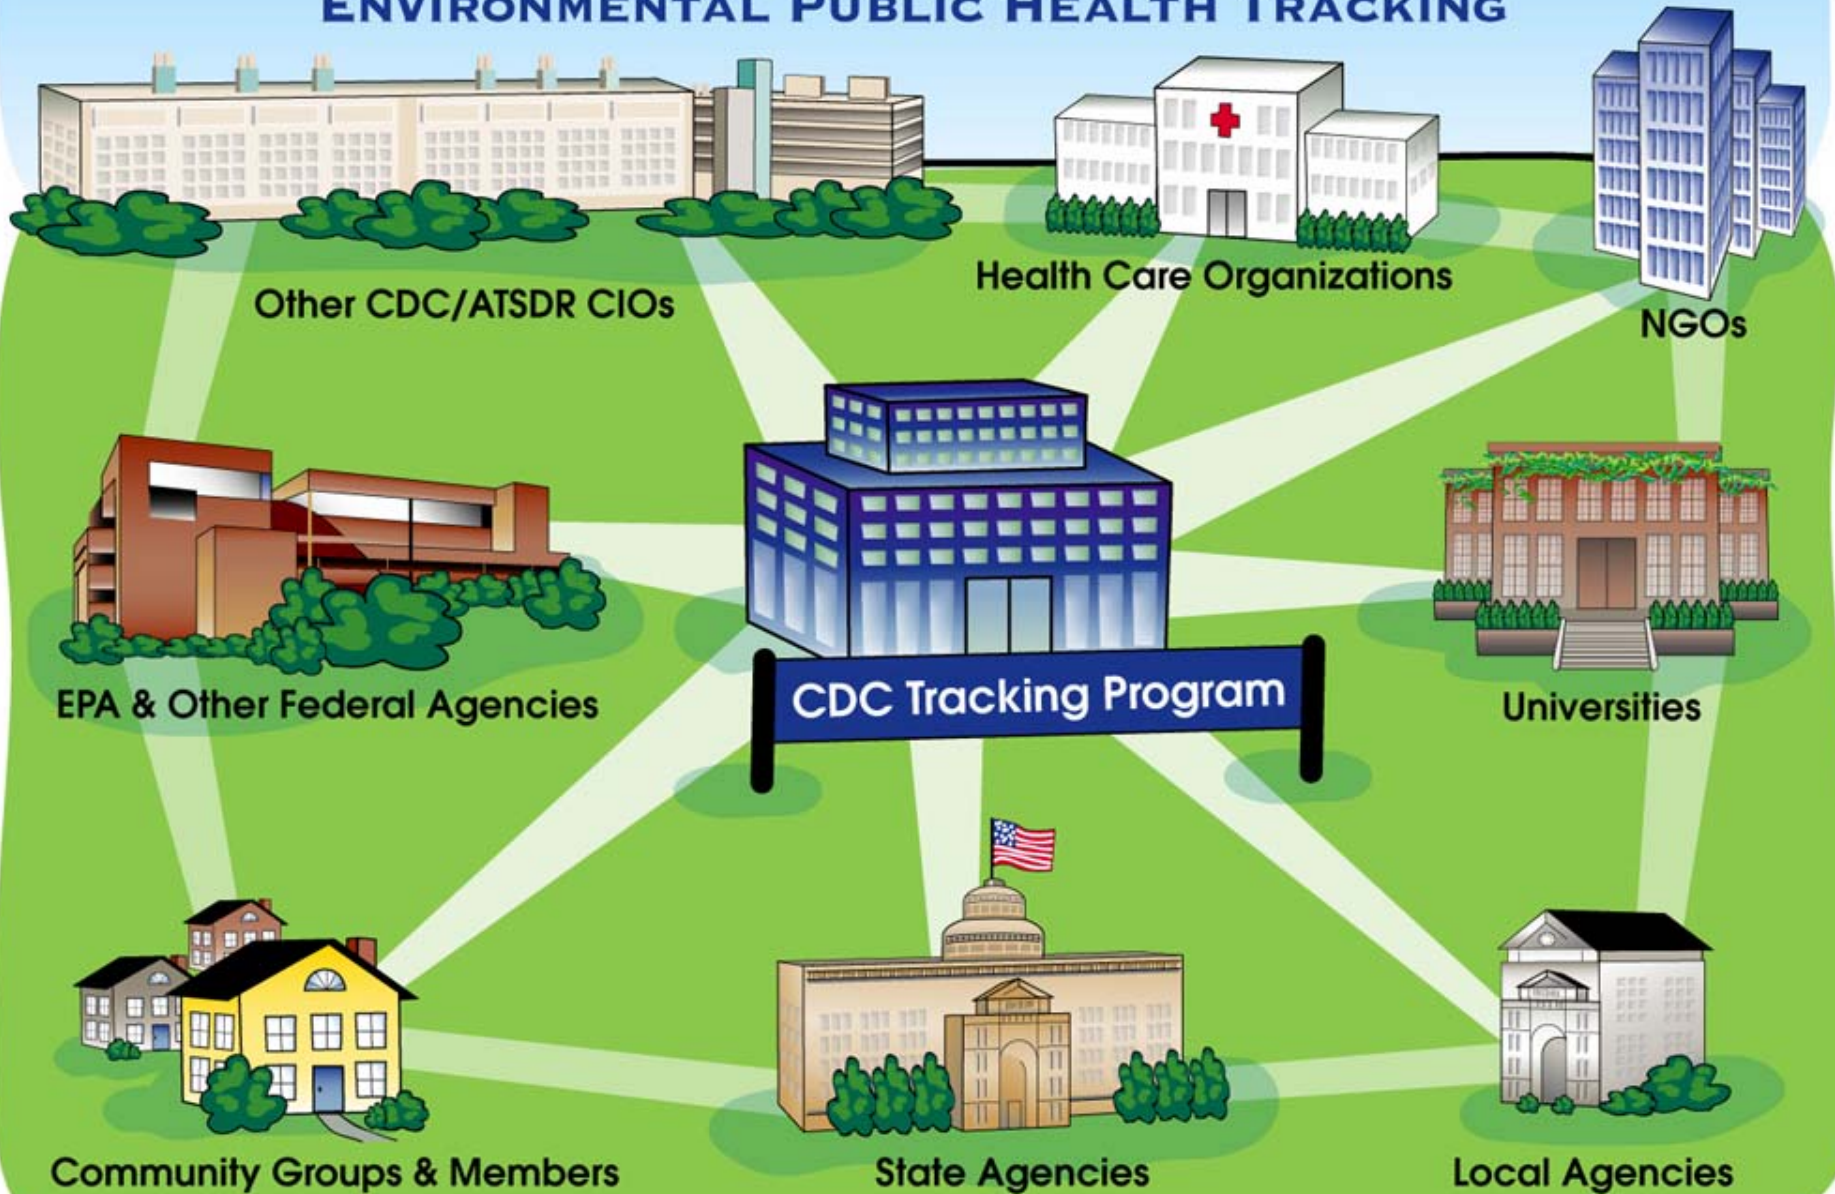 ENVIRONMENTAL PUBLIC HEALTH TRACKING
Other CDC/ATSDR CIOs
Health Care Organizations
NGOs
EPA & Other Federal Agencies
CDC Tracking Program
Universities
Community Groups & Members
State Agencies
Local Agencies